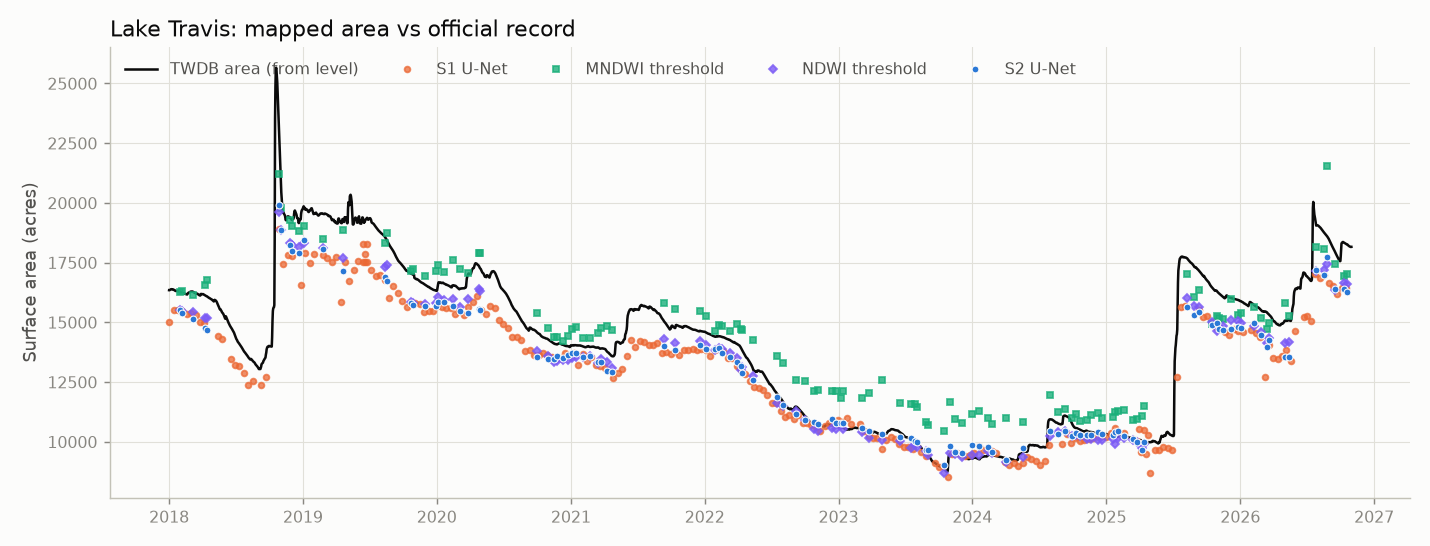 Lake Travis: mapped area vs official record
TWDB area (from level) S1 U-Net MNDWI threshold NDWI threshold S2 U-Net
Surface area (acres)
25000
22500
20000
17500
15000
12500
10000
2018 2019 2020 2021 2022 2023 2024 2025 2026 2027